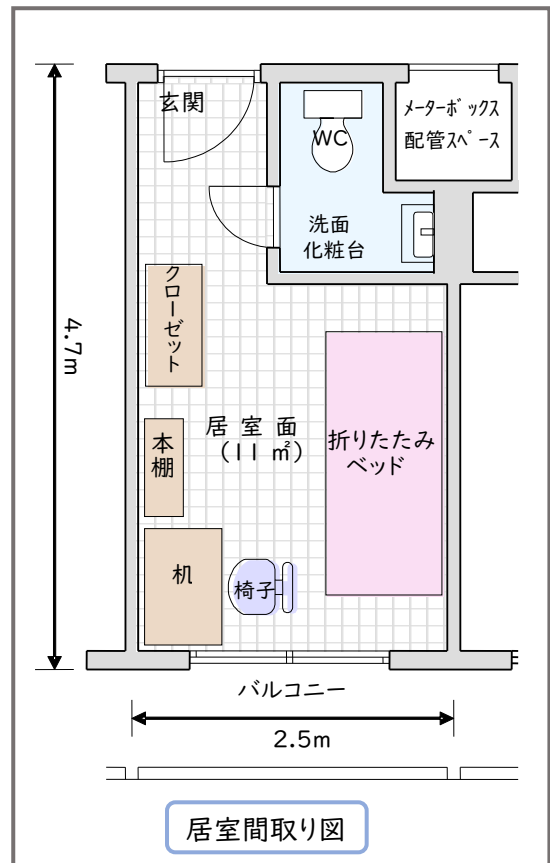 玄関
WC
メーターボックス
配管スペース
洗面
化粧台
クローゼット
4.7m
居室面
(11㎡)
折りたたみ
ベッド
本棚
机
椅子
バルコニー
2.5m
居室間取り図